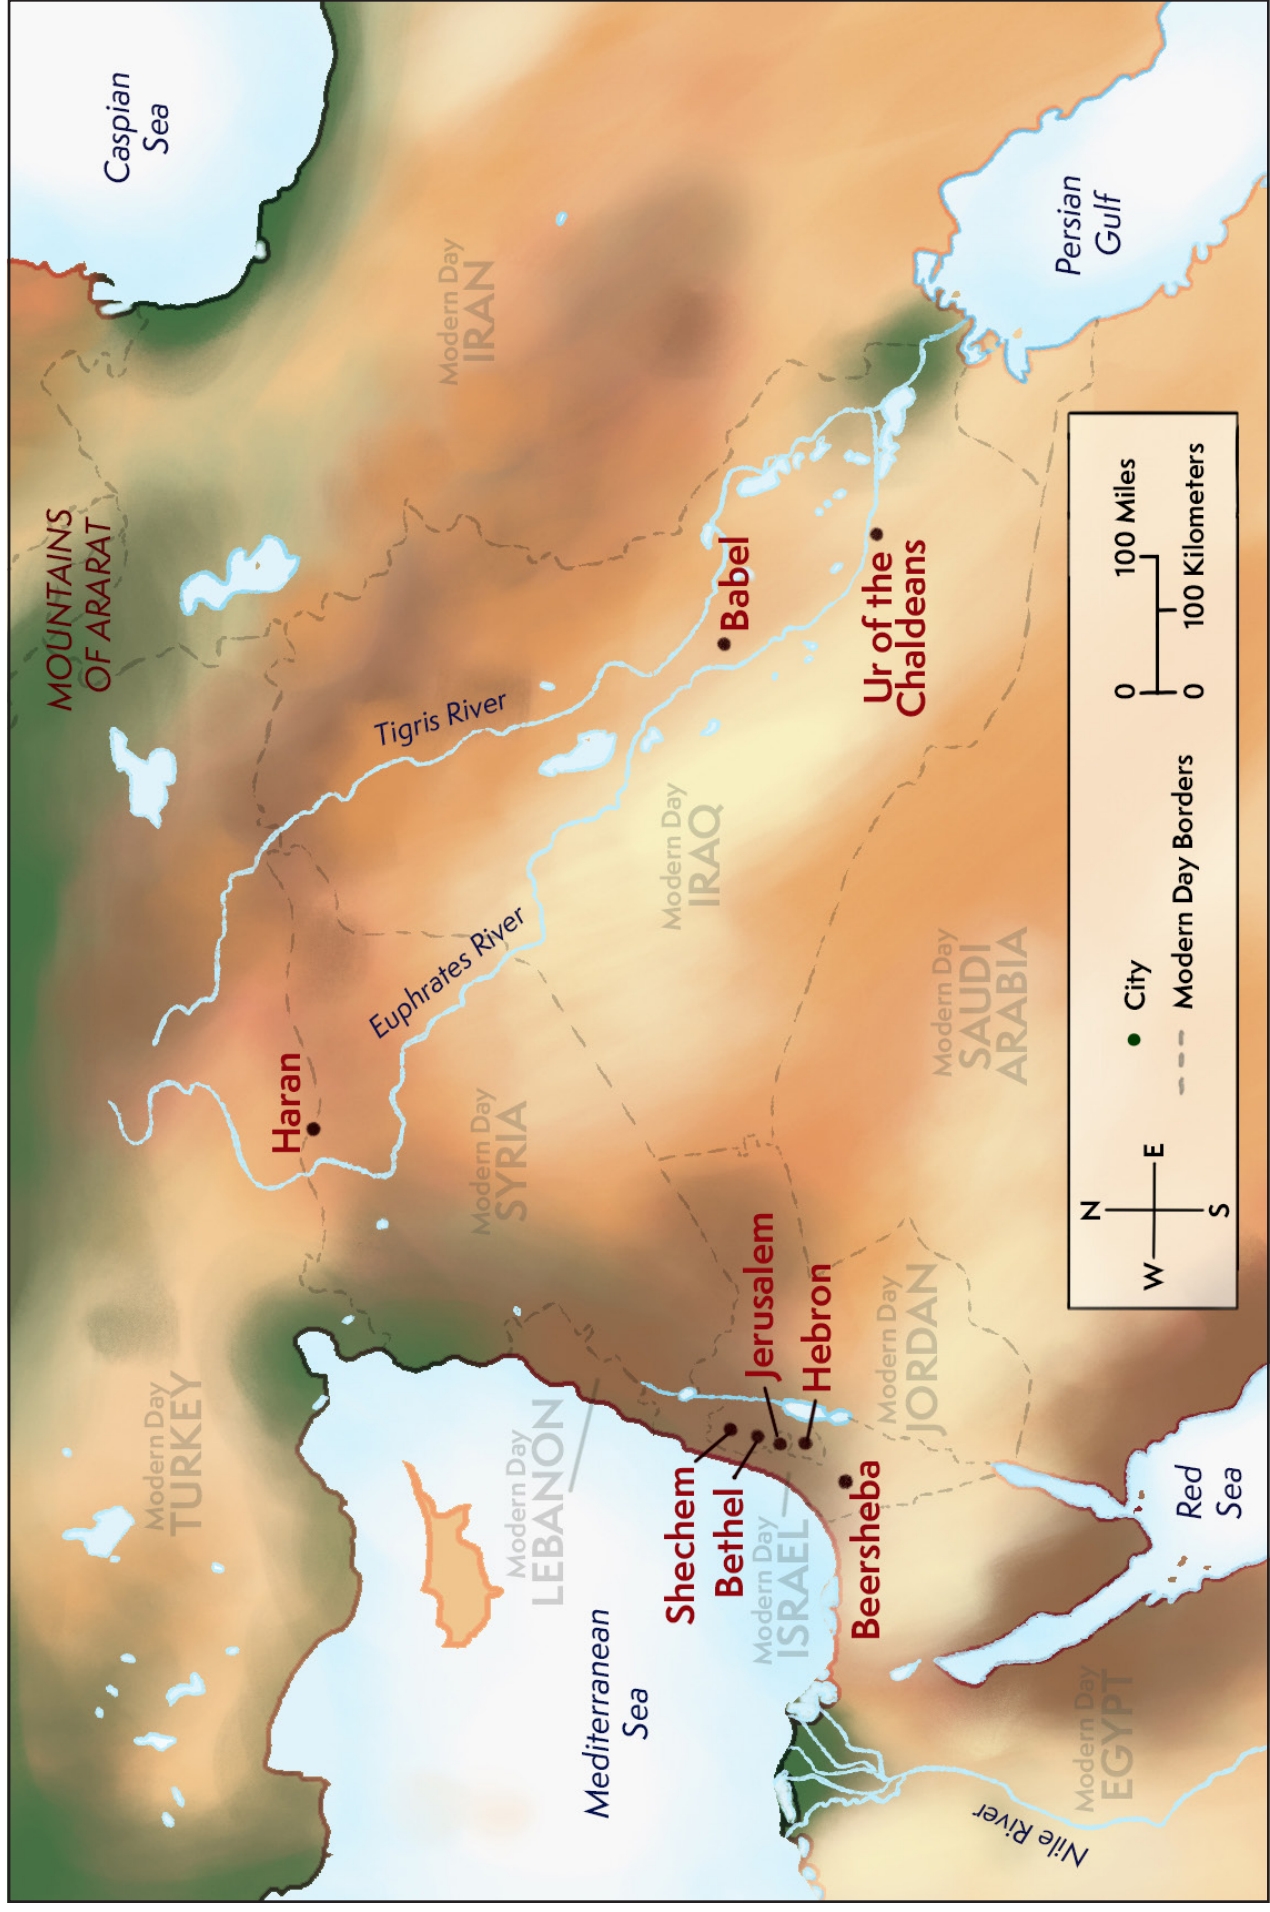 Caspian
Sea
MOUNTAINS
OF ARARAT
Modern Day
TURKEY
Modern Day
IRAN
Tigris River
Euphrates River
Haran
Modern Day
SYRIA
Modern Day
LEBANON
Mediterranean
Sea
Modern Day
IRAQ
Babel
Ur of the
Chaldeans
Persian
Gulf
Shechem
Bethel
Jerusalem
Hebron
Modern Day
ISRAEL
Beersheba
Modern Day
JORDAN
Modern Day
SAUDI
ARABIA
Modern Day
EGYPT
Nile River
Red
Sea
N
W
E
S
City
Modern Day Borders
0
100 Miles
0
100 Kilometers